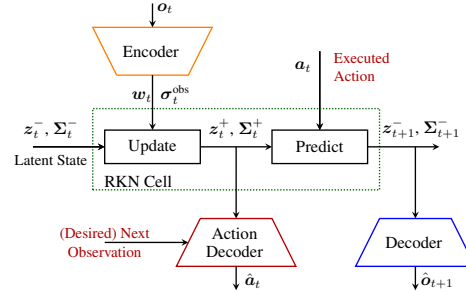 o_t
Encoder
w_t σ_t^obs
a_t
Executed
Action
z_t^-, Σ_t^-
Latent State
Update
z_t^+, Σ_t^+
Predict
z_{t+1}^-, Σ_{t+1}^-
RKN Cell
(Desired) Next
Observation
Action
Decoder
Decoder
â_t
ô_{t+1}